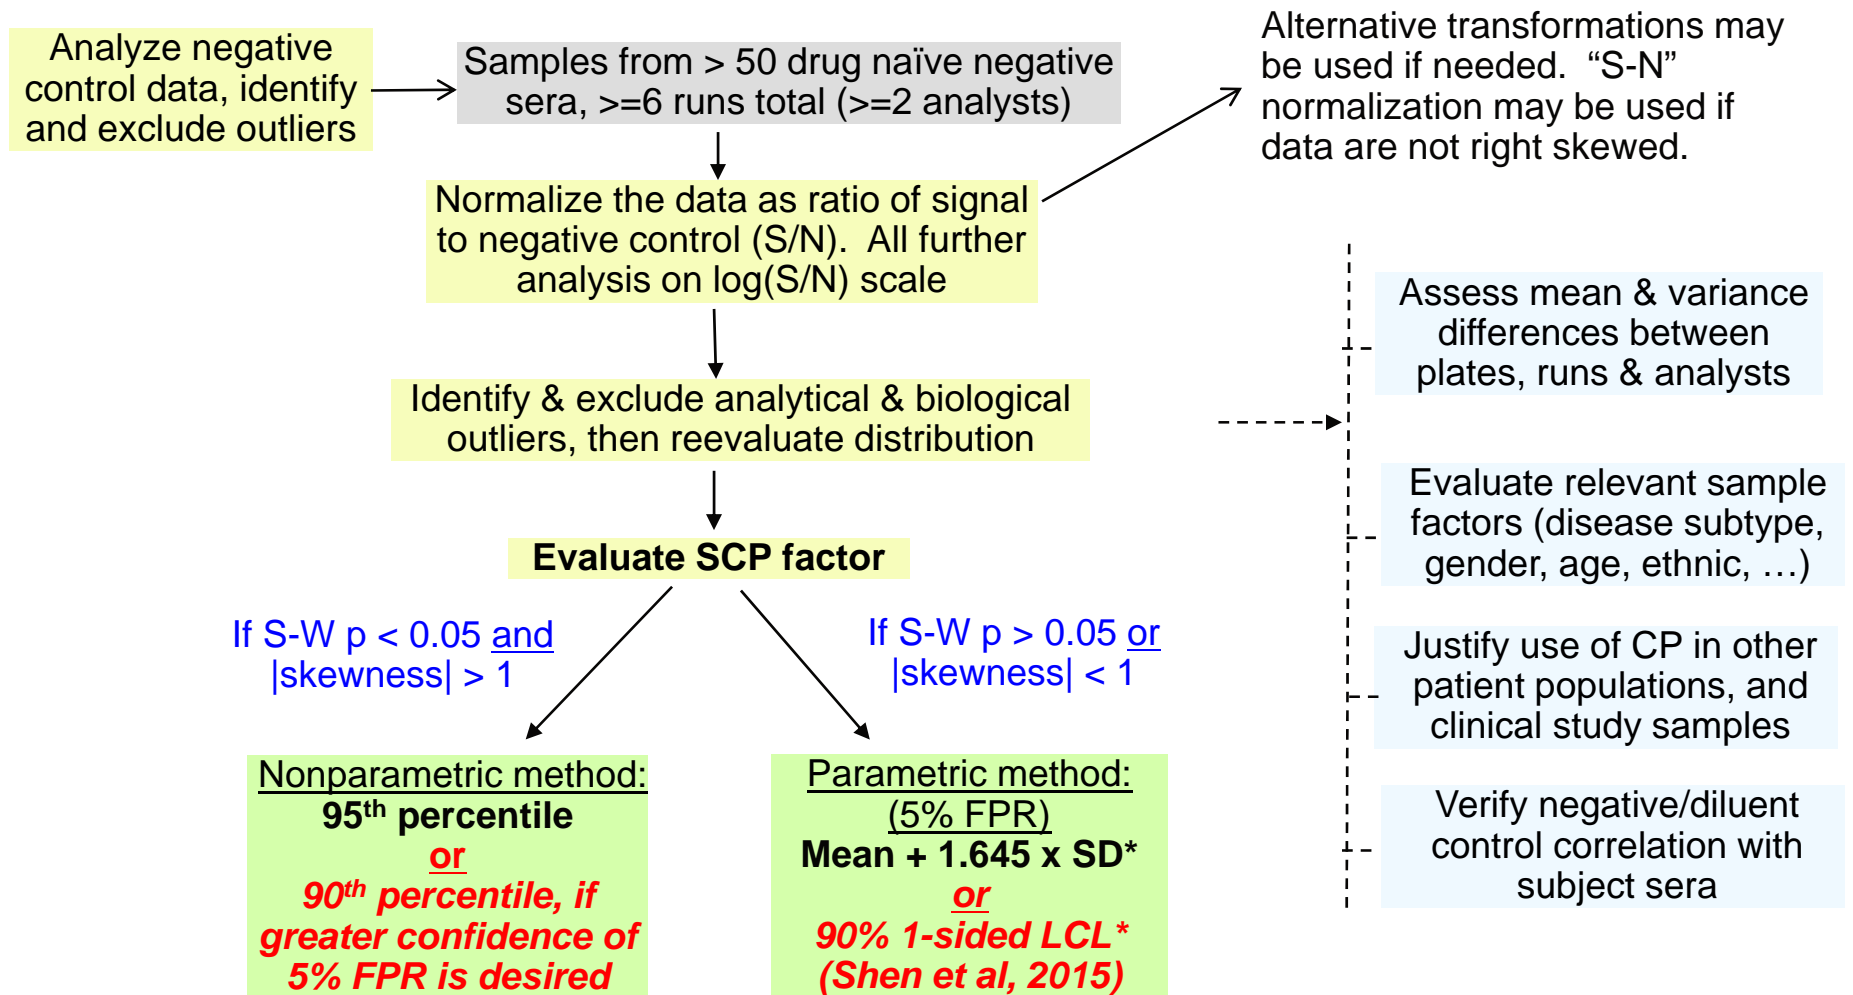 Analyze negative
control data, identify
and exclude outliers
Samples from > 50 drug naïve negative
sera, >=6 runs total (>=2 analysts)
Alternative transformations may
be used if needed.  “S-N”
normalization may be used if
data are not right skewed.
Normalize the data as ratio of signal
to negative control (S/N).  All further
analysis on log(S/N) scale
Identify & exclude analytical & biological
outliers, then reevaluate distribution
Evaluate SCP factor
If S-W p < 0.05 and
|skewness| > 1
If S-W p > 0.05 or
|skewness| < 1
Nonparametric method:
95th percentile
or
90th percentile, if
greater confidence of
5% FPR is desired
Parametric method:
(5% FPR)
Mean + 1.645 x SD*
or
90% 1-sided LCL*
(Shen et al, 2015)
Assess mean & variance
differences between
plates, runs & analysts
Evaluate relevant sample
factors (disease subtype,
gender, age, ethnic, …)
Justify use of CP in other
patient populations, and
clinical study samples
Verify negative/diluent
control correlation with
subject sera